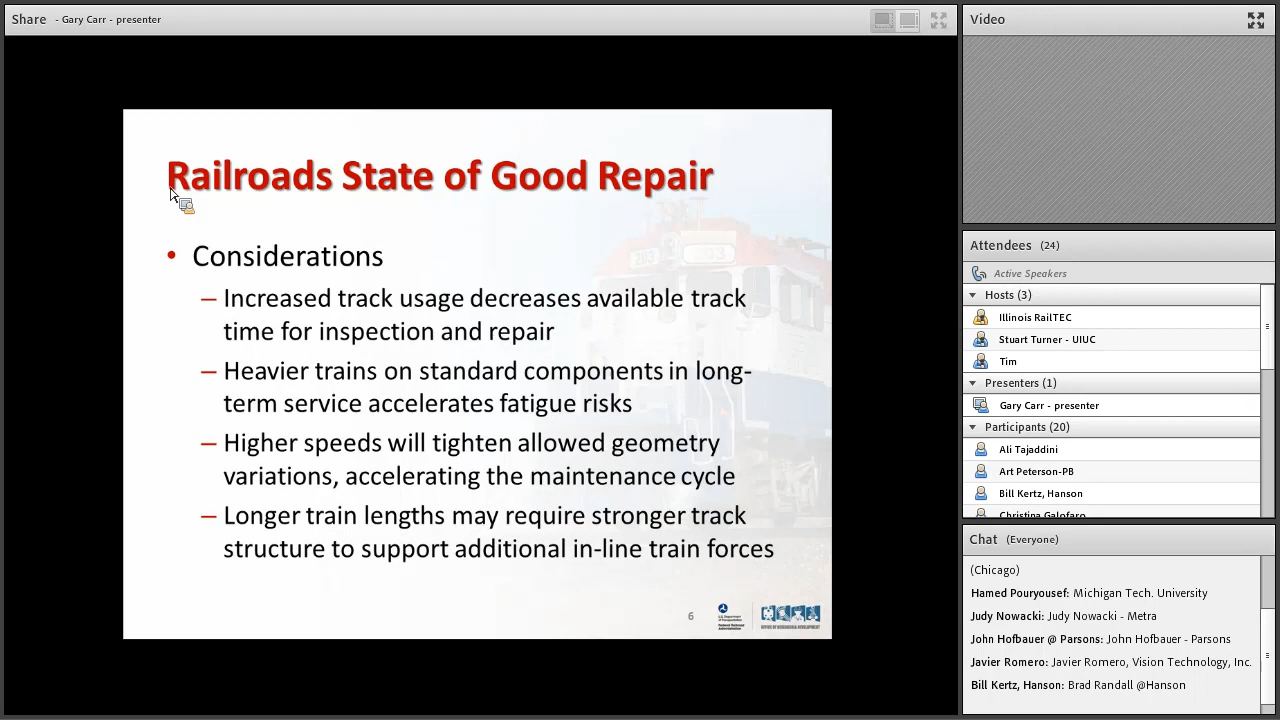 Share - Gary Carr - presenter
Railroads State of Good Repair
• Considerations
– Increased track usage decreases available track
time for inspection and repair
– Heavier trains on standard components in long-
term service accelerates fatigue risks
– Higher speeds will tighten allowed geometry
variations, accelerating the maintenance cycle
– Longer train lengths may require stronger track
structure to support additional in-line train forces
6
Video
Attendees (24)
Active Speakers
Hosts (3)
Illinois RailTEC
Stuart Turner - UIUC
Tim
Presenters (1)
Gary Carr - presenter
Participants (20)
Ali Tajaddini
Art Peterson-PB
Bill Kertz, Hanson
Christina Galofaro
Chat (Everyone)
(Chicago)
Hamed Pouryousef: Michigan Tech. University
Judy Nowacki: Judy Nowacki - Metra
John Hofbauer @ Parsons: John Hofbauer - Parsons
Javier Romero: Javier Romero, Vision Technology, Inc.
Bill Kertz, Hanson: Brad Randall @Hanson